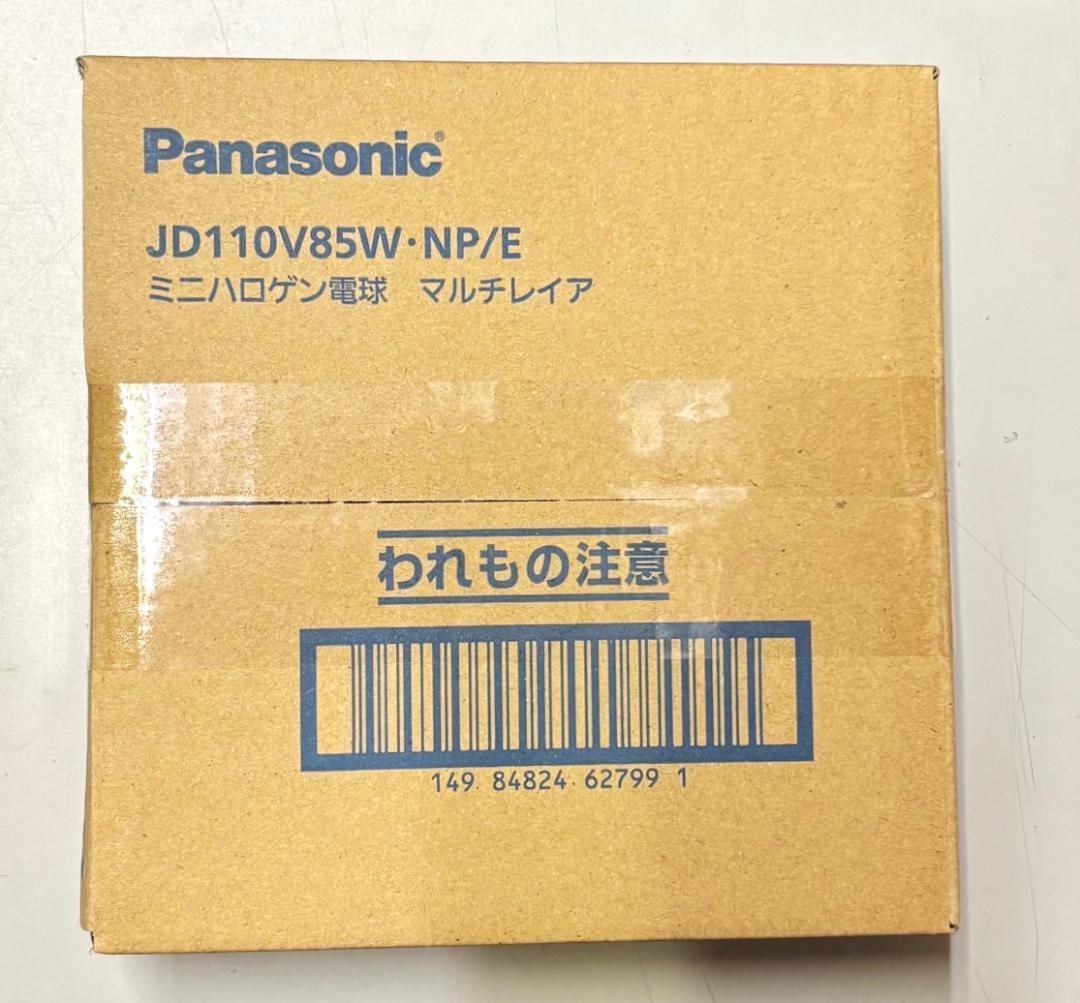 Panasonic®
JD110V85W・NP/E
ミニハロゲン電球　マルチレイア
われもの注意
149 84824 62799 1